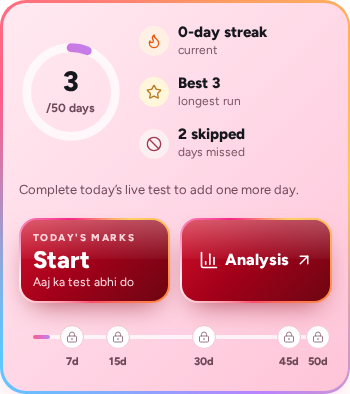 3
/50 days
0-day streak
current
Best 3
longest run
2 skipped
days missed
Complete today's live test to add one more day.
TODAY'S MARKS
Start
Aaj ka test abhi do
Analysis
7d 15d 30d 45d 50d